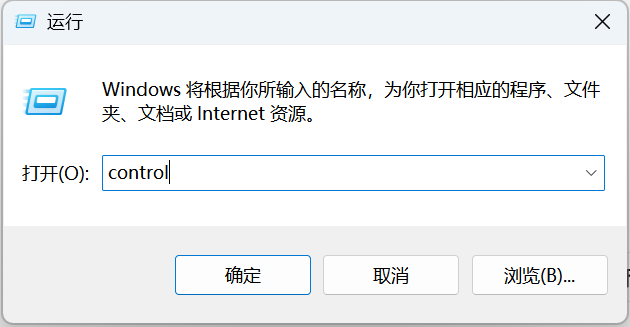 运行
Windows 将根据你所输入的名称，为你打开相应的程序、文件
夹、文档或 Internet 资源。
打开(O): control
确定 取消 浏览(B)...